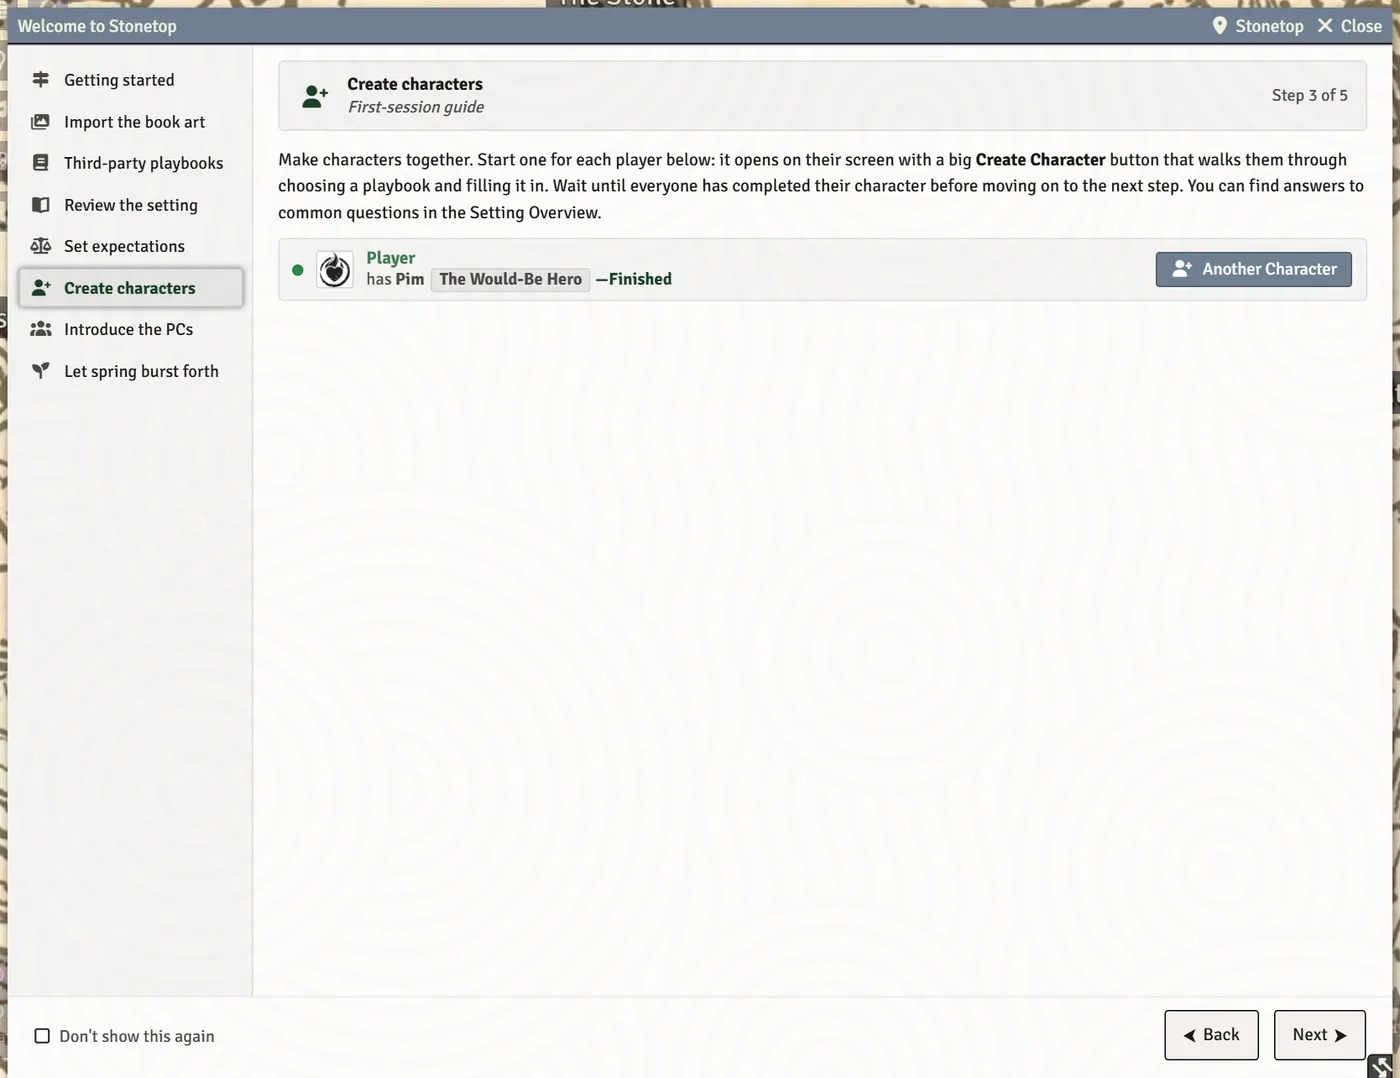 The Stone
Welcome to Stonetop
Stonetop
Close
Getting started
Import the book art
Third-party playbooks
Review the setting
Set expectations
Create characters
Introduce the PCs
Let spring burst forth
Create characters
First-session guide
Step 3 of 5
Make characters together. Start one for each player below: it opens on their screen with a big Create Character button that walks them through
choosing a playbook and filling it in. Wait until everyone has completed their character before moving on to the next step. You can find answers to
common questions in the Setting Overview.
Player
has Pim The Would-Be Hero —Finished
Another Character
Don't show this again
Back
Next